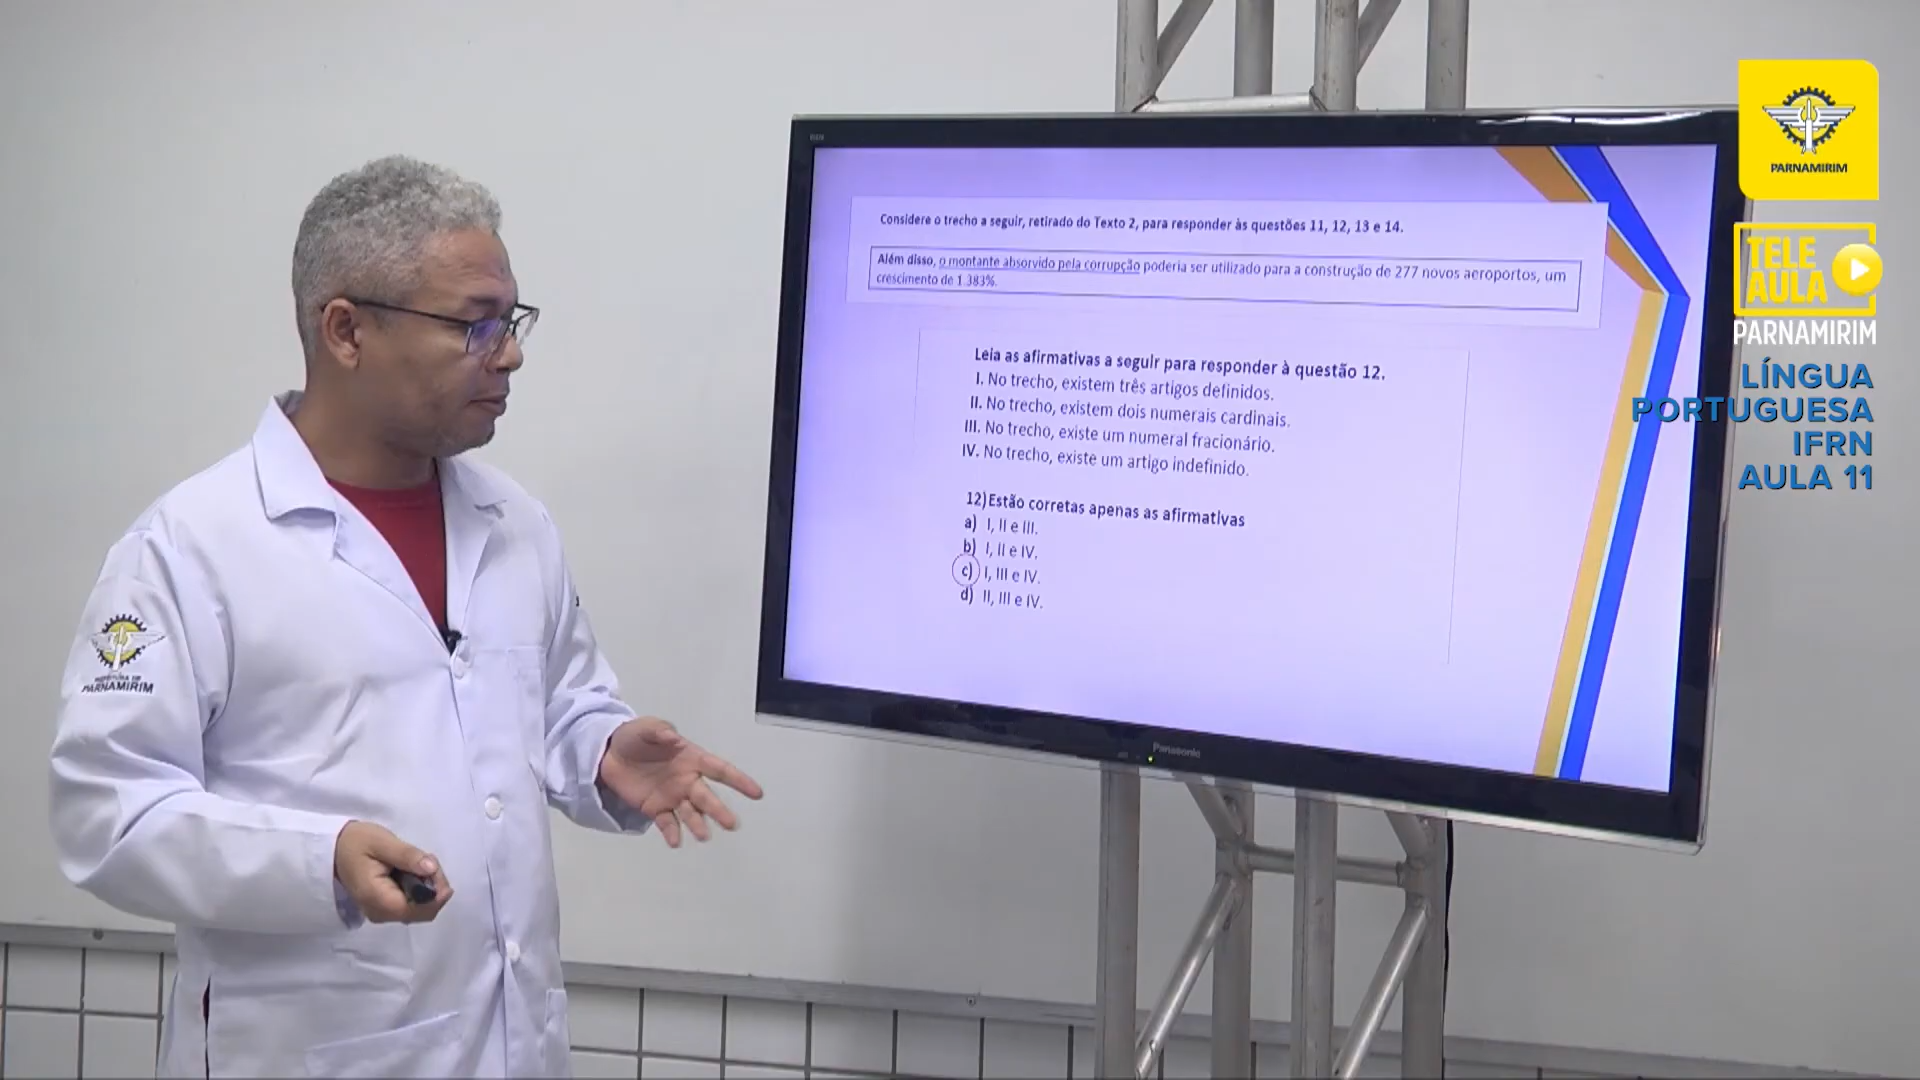 Considere o trecho a seguir, retirado do Texto 2, para responder às questões 11, 12, 13 e 14.
Além disso, o montante absorvido pela corrupção poderia ser utilizado para a construção de 277 novos aeroportos, um
crescimento de 1.383%.
Leia as afirmativas a seguir para responder à questão 12.
I. No trecho, existem três artigos definidos.
II. No trecho, existem dois numerais cardinais.
III. No trecho, existe um numeral fracionário.
IV. No trecho, existe um artigo indefinido.
12)Estão corretas apenas as afirmativas
a) I, II e III.
b) I, II e IV.
c) I, III e IV.
d) II, III e IV.
Panasonic
PARNAMIRIM
TELE
AULA
PARNAMIRIM
LÍNGUA
PORTUGUESA
IFRN
AULA 11
PREFEITURA DE
PARNAMIRIM